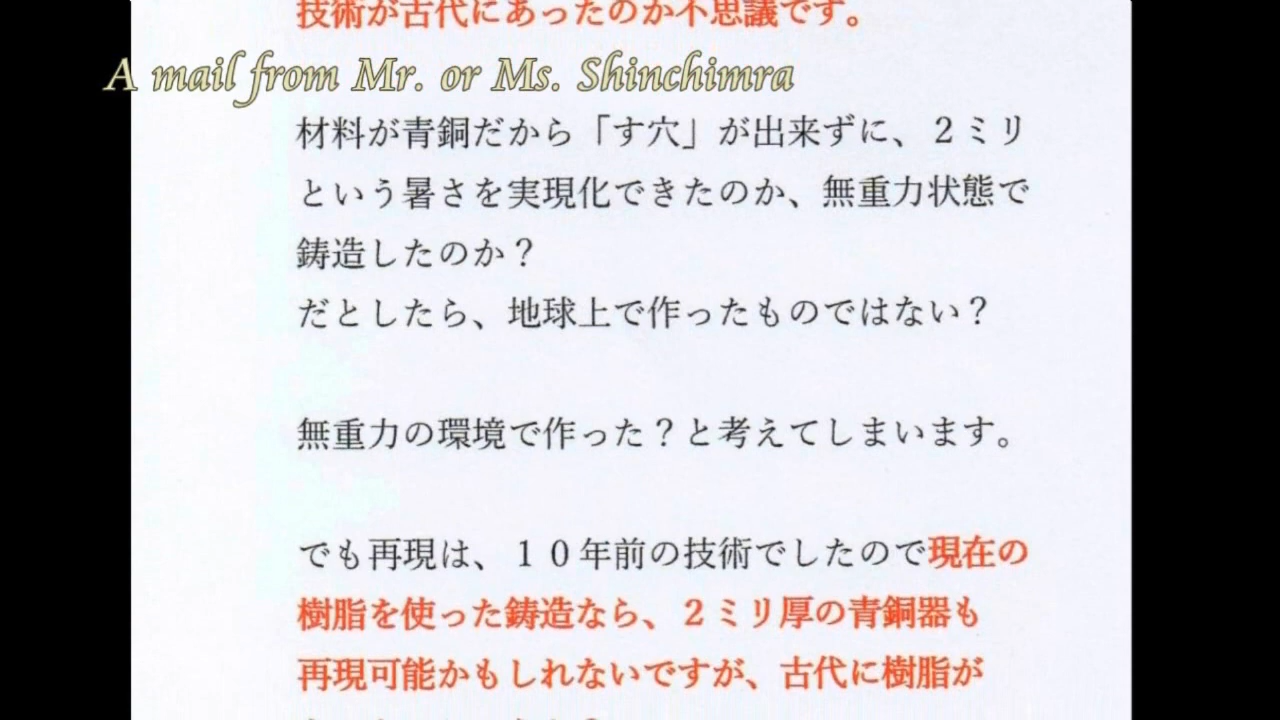 技術が古代にあったのか不思議です。
A mail from Mr. or Ms. Shinchimra
材料が青銅だから「す穴」が出来ずに、２ミリ
という暑さを実現化できたのか、無重力状態で
鋳造したのか？
だとしたら、地球上で作ったものではない？
無重力の環境で作った？と考えてしまいます。
でも再現は、１０年前の技術でしたので現在の
樹脂を使った鋳造なら、２ミリ厚の青銅器も
再現可能かもしれないですが、古代に樹脂が